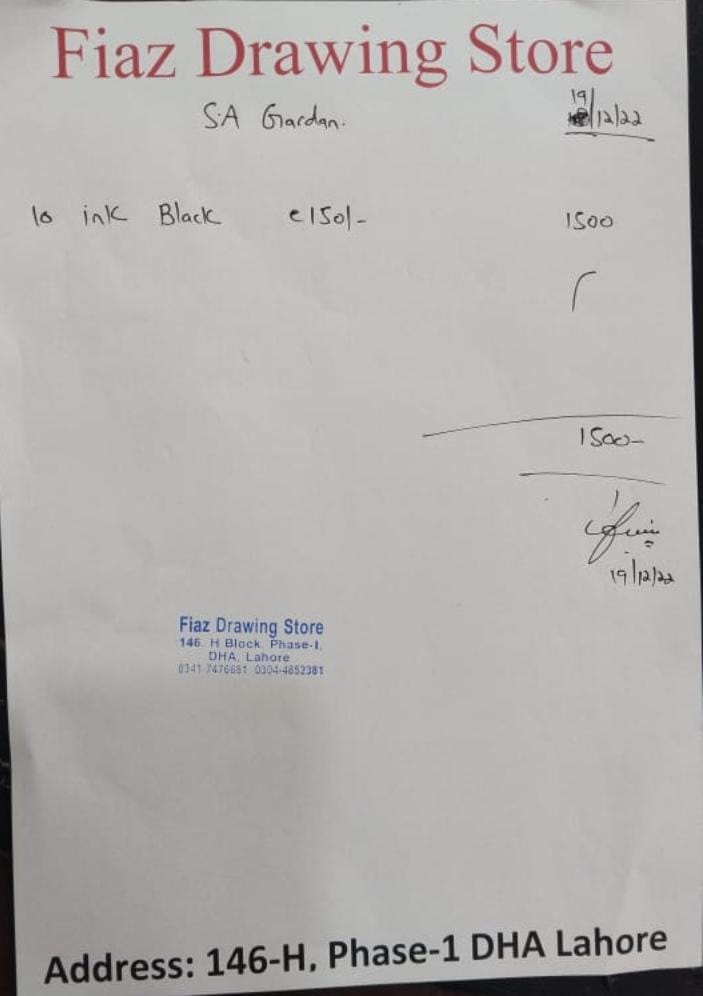 Fiaz Drawing Store
S.A Gardan.
19/12/22
10 ink Black @150/- 1500
1500-
19/12/22
Fiaz Drawing Store
146 H Block, Phase-I,
DHA, Lahore
0341 7476681 0304-4852381
Address: 146-H, Phase-1 DHA Lahore